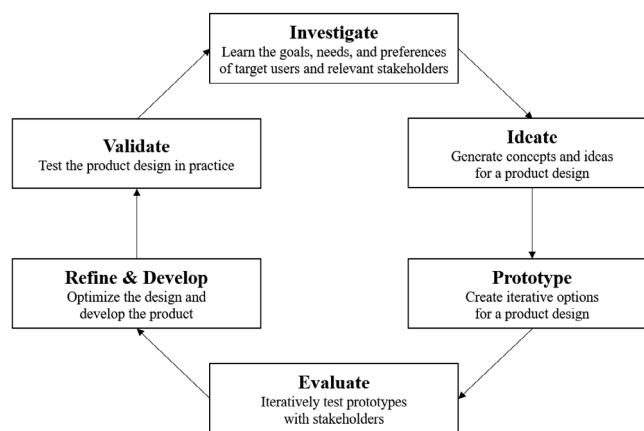 Investigate
Learn the goals, needs, and preferences
of target users and relevant stakeholders
Ideate
Generate concepts and ideas
for a product design
Prototype
Create iterative options
for a product design
Evaluate
Iteratively test prototypes
with stakeholders
Refine & Develop
Optimize the design and
develop the product
Validate
Test the product design in practice